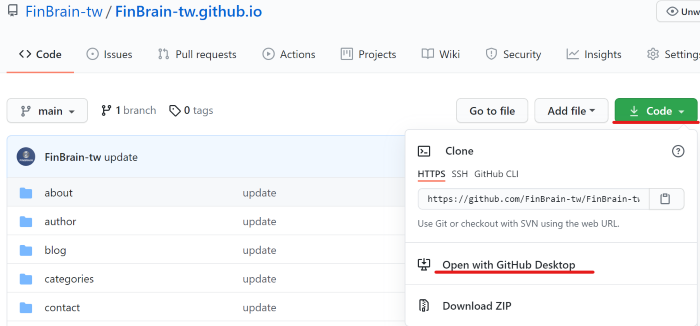 FinBrain-tw / FinBrain-tw.github.io
Unw
Code Issues Pull requests Actions Projects Wiki Security Insights Settings
main 1 branch 0 tags Go to file Add file Code
FinBrain-tw update
about update
author update
blog update
categories update
contact update
Clone
HTTPS SSH GitHub CLI
https://github.com/FinBrain-tw/FinBrain-tw
Use Git or checkout with SVN using the web URL.
Open with GitHub Desktop
Download ZIP